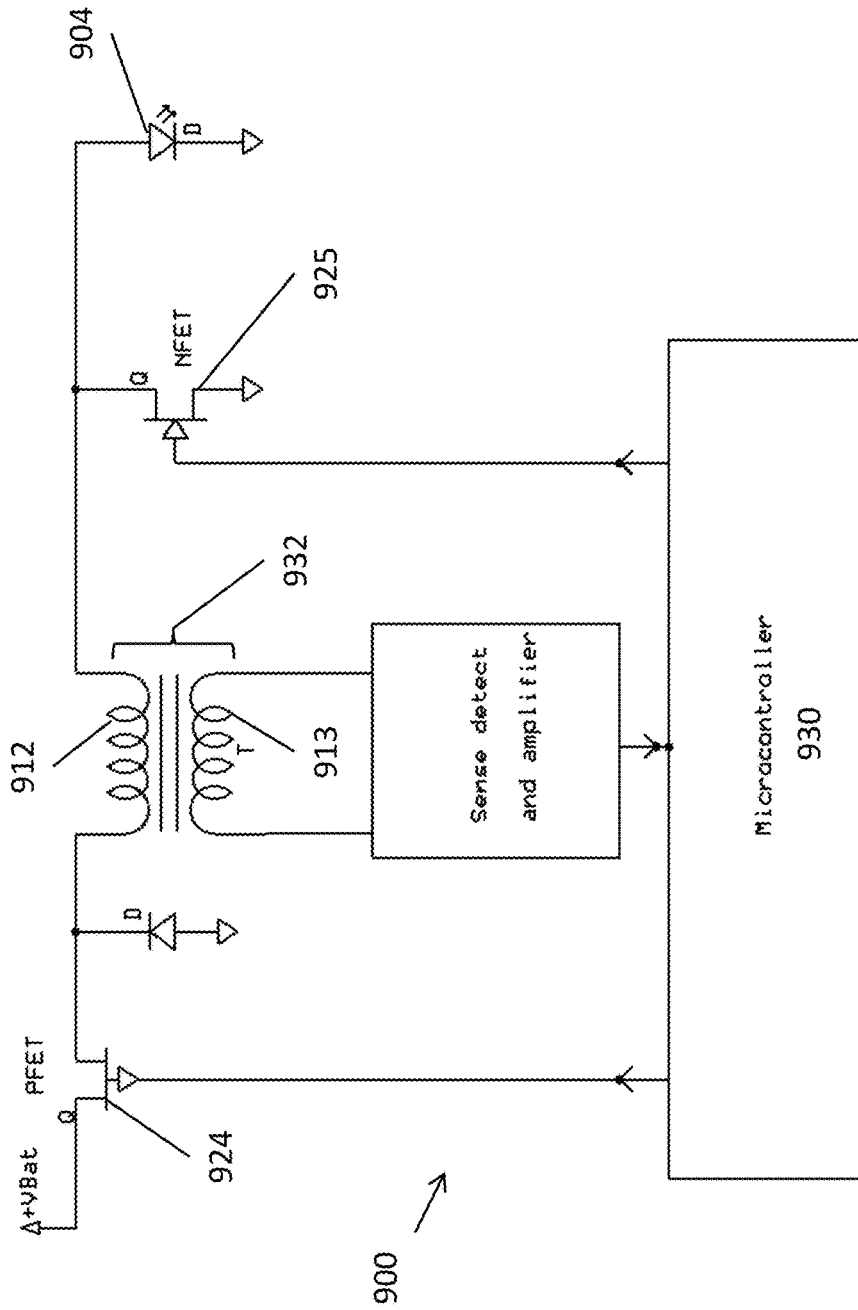 +VBat
PFET
Q
924
D
912
913
T
932
Q
NFET
925
904
D
Sense detect
and amplifier
Microcontroller
930
900